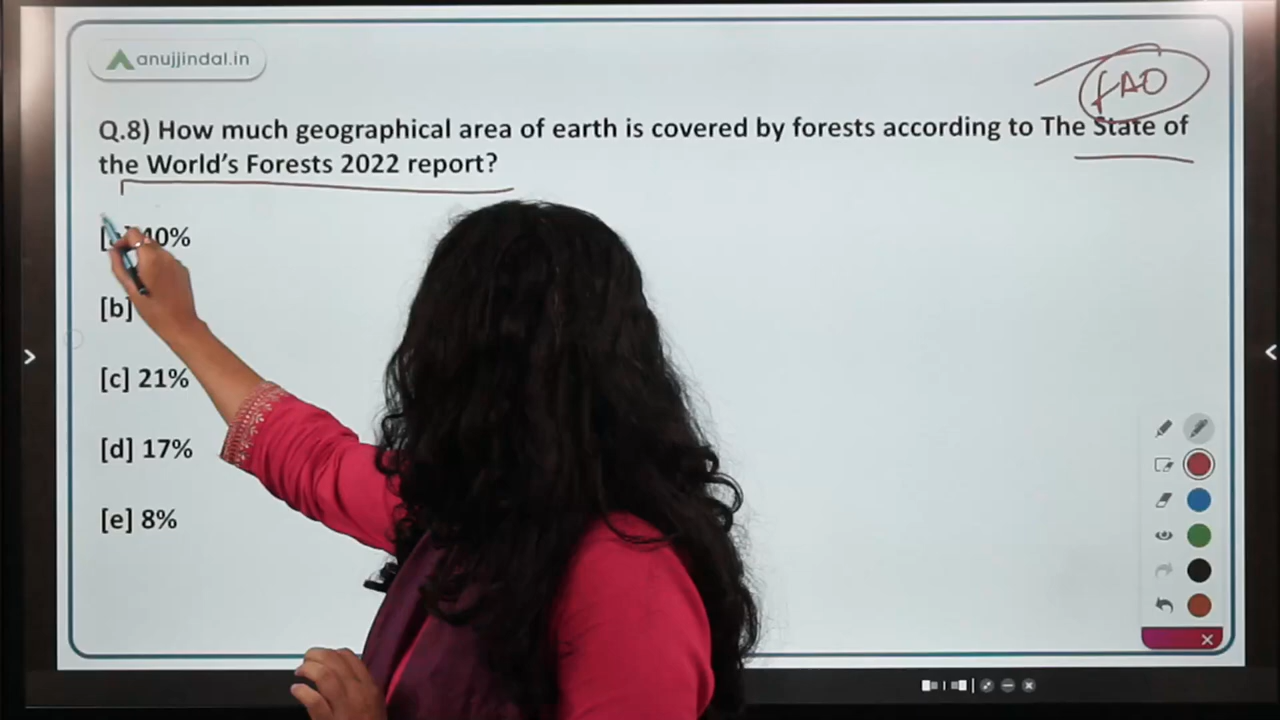 anujjindal.in
FAO
Q.8) How much geographical area of earth is covered by forests according to The State of
the World's Forests 2022 report?
40%
[b]
[c] 21%
[d] 17%
[e] 8%